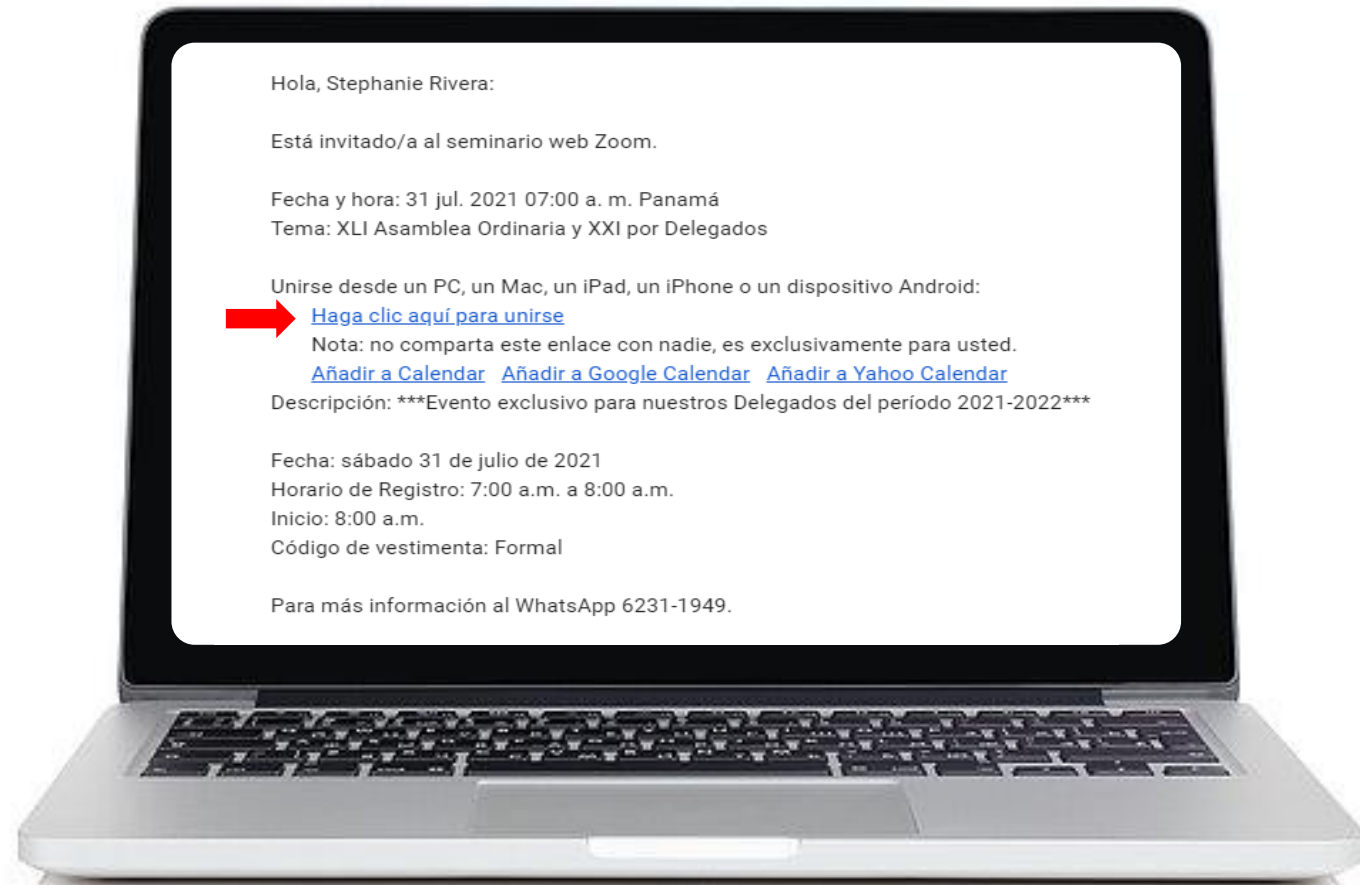 Hola, Stephanie Rivera:
Está invitado/a al seminario web Zoom.
Fecha y hora: 31 jul. 2021 07:00 a. m. Panamá
Tema: XLI Asamblea Ordinaria y XXI por Delegados
Unirse desde un PC, un Mac, un iPad, un iPhone o un dispositivo Android:
Haga clic aquí para unirse
Nota: no comparta este enlace con nadie, es exclusivamente para usted.
Añadir a Calendar Añadir a Google Calendar Añadir a Yahoo Calendar
Descripción: ***Evento exclusivo para nuestros Delegados del período 2021-2022***
Fecha: sábado 31 de julio de 2021
Horario de Registro: 7:00 a.m. a 8:00 a.m.
Inicio: 8:00 a.m.
Código de vestimenta: Formal
Para más información al WhatsApp 6231-1949.